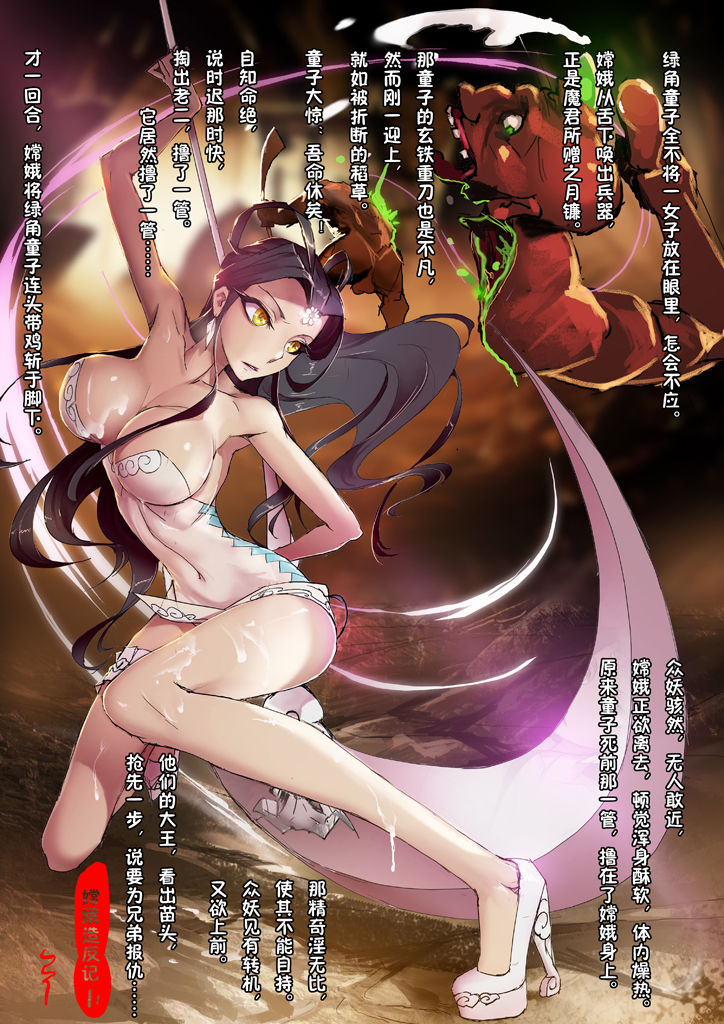 绿角童子全不将一女子放在眼里，怎会不应。
嫦娥从舌下唤出兵器，
正是魔君所赠之月镰。
那童子的玄铁重刀也是不凡，
然而刚一迎上，
就如被折断的稻草。
童子大惊：吾命休矣！
自知命绝，
说时迟那时快，
掏出老二，撸了一管。
它居然撸了一管……
才一回合，嫦娥将绿角童子连头带鸡斩于脚下。
众妖骇然，无人敢近，
嫦娥正欲离去，顿觉浑身酥软，体内燥热。
原来童子死前那一管，撸在了嫦娥身上。
那精奇淫无比，
使其不能自持。
众妖见有转机，
又欲上前。
他们的大王，看出苗头，
抢先一步，说要为兄弟报仇……
嫦娥造反记